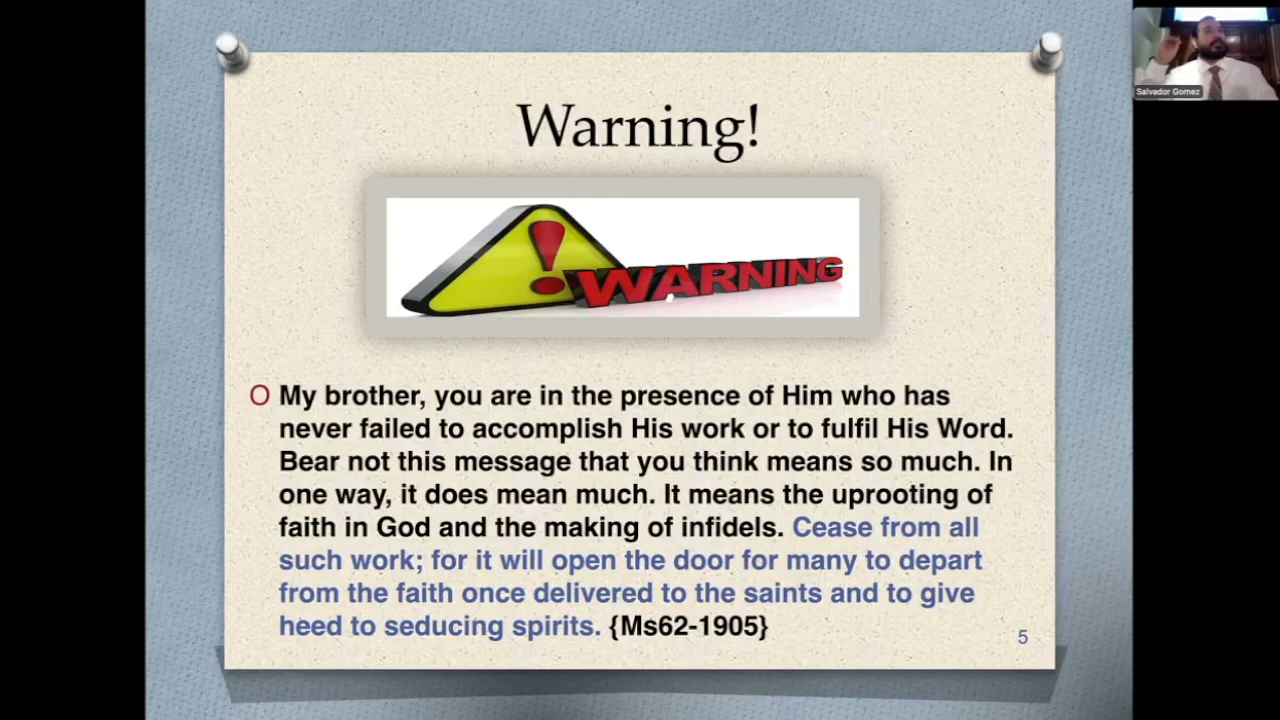 Salvador Gomez
Warning!
WARNING
O My brother, you are in the presence of Him who has
never failed to accomplish His work or to fulfil His Word.
Bear not this message that you think means so much. In
one way, it does mean much. It means the uprooting of
faith in God and the making of infidels. Cease from all
such work; for it will open the door for many to depart
from the faith once delivered to the saints and to give
heed to seducing spirits. {Ms62-1905}
5